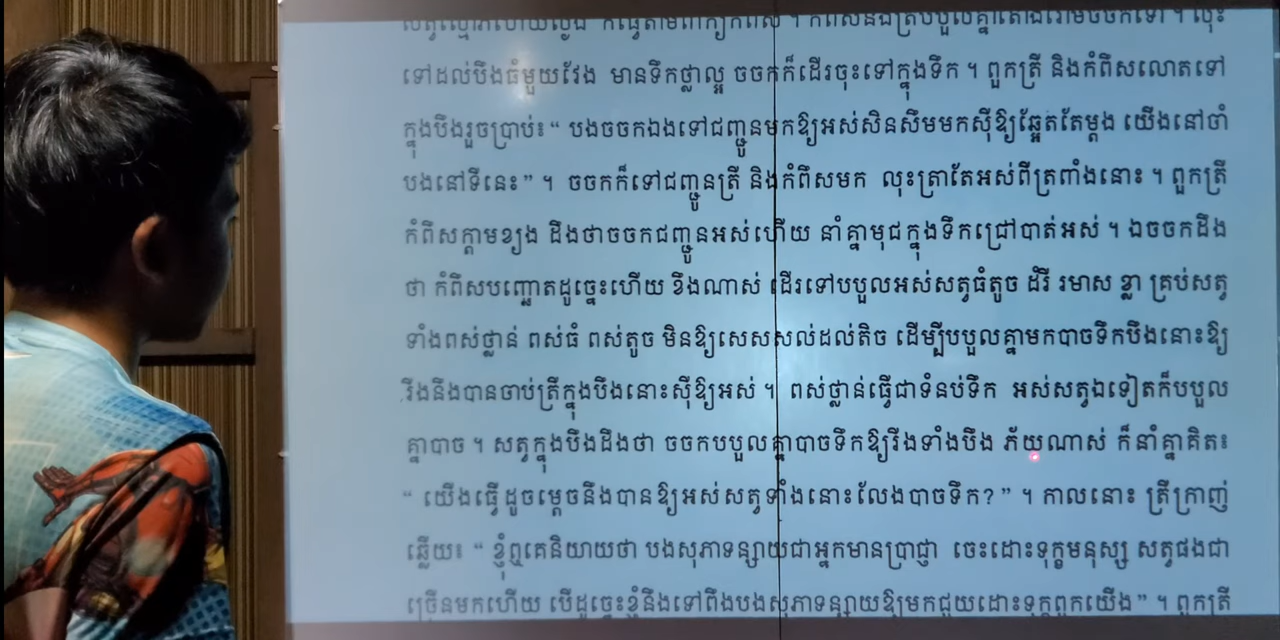 ទៅដល់បឹងធំមួយវែង មានទឹកថ្លាល្អ ចចកក៏ដើរចុះទៅក្នុងទឹក ។ ពួកត្រី និងកំពឹសលោតទៅ
ក្នុងបឹងរួចប្រាប់៖ “ បងចចកឯងទៅជញ្ជូនមកឱ្យអស់សិនសឹមមកស៊ីឱ្យឆ្អែតតែម្ដង យើងនៅចាំ
បងនៅទីនេះ” ។ ចចកក៏ទៅជញ្ជូនត្រី និងកំពឹសមក លុះត្រាតែអស់ពីត្រពាំងនោះ ។ ពួកត្រី
កំពឹសក្ដាមខ្យង ដឹងថាចចកជញ្ជូនអស់ហើយ នាំគ្នាមុជក្នុងទឹកជ្រៅបាត់អស់ ។ ឯចចកដឹង
ថា កំពឹសបញ្ឆោតដូច្នេះហើយ ខឹងណាស់ ដើរទៅបបួលអស់សត្វធំតូច ដំរី រមាស ខ្លា គ្រប់សត្វ
ទាំងពស់ថ្លាន់ ពស់ធំ ពស់តូច មិនឱ្យសេសសល់ដល់តិច ដើម្បីបបួលគ្នាមកបាចទឹកបឹងនោះឱ្យ
រីងនឹងបានចាប់ត្រីក្នុងបឹងនោះស៊ីឱ្យអស់ ។ ពស់ថ្លាន់ធ្វើជាទំនប់ទឹក អស់សត្វឯទៀតក៏បបួល
គ្នាបាច ។ សត្វក្នុងបឹងដឹងថា ចចកបបួលគ្នាបាចទឹកឱ្យរីងទាំងបឹង ភ័យណាស់ ក៏នាំគ្នាគិត៖
“ យើងធ្វើដូចម្ដេចនឹងបានឱ្យអស់សត្វទាំងនោះលែងបាចទឹក?” ។ កាលនោះ ត្រីក្រាញ់
ឆ្លើយ៖ “ ខ្ញុំឮគេនិយាយថា បងសុភាទន្សាយជាអ្នកមានប្រាជ្ញា ចេះដោះទុក្ខមនុស្ស សត្វផងជា
ច្រើនមកហើយ បើដូច្នេះខ្ញុំនឹងទៅពឹងបងសុភាទន្សាយឱ្យមកជួយដោះទុក្ខពួកយើង” ។ ពួកត្រី